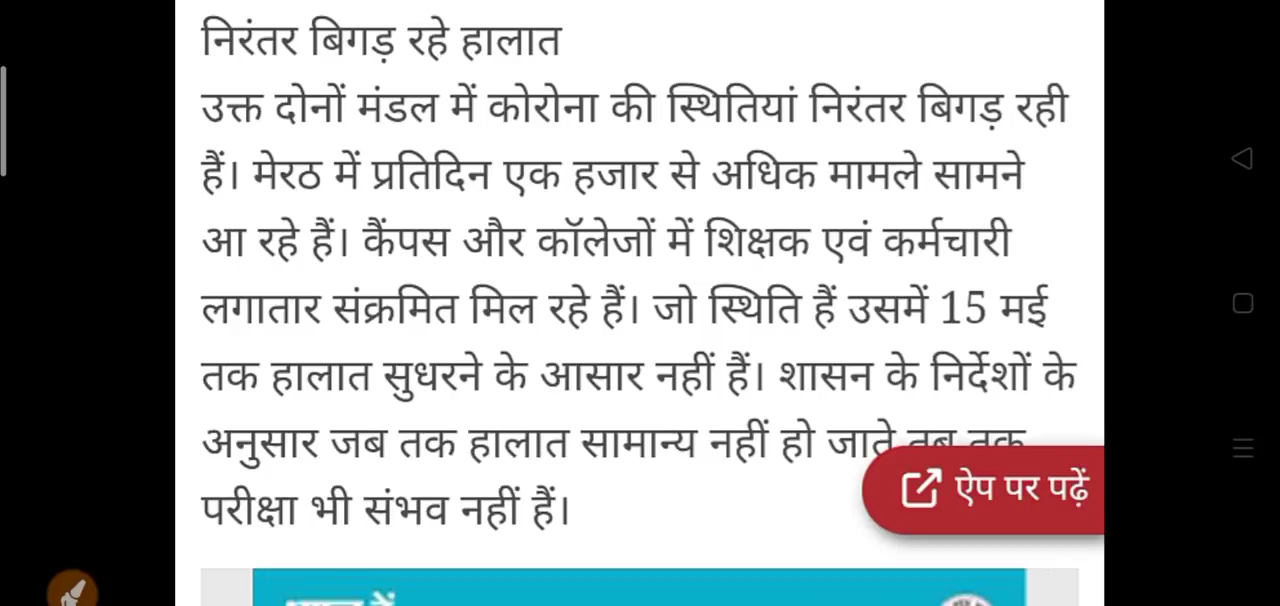 निरंतर बिगड़ रहे हालात
उक्त दोनों मंडल में कोरोना की स्थितियां निरंतर बिगड़ रही
हैं। मेरठ में प्रतिदिन एक हजार से अधिक मामले सामने
आ रहे हैं। कैंपस और कॉलेजों में शिक्षक एवं कर्मचारी
लगातार संक्रमित मिल रहे हैं। जो स्थिति हैं उसमें 15 मई
तक हालात सुधरने के आसार नहीं हैं। शासन के निर्देशों के
अनुसार जब तक हालात सामान्य नहीं हो जाते तब तक
परीक्षा भी संभव नहीं हैं।
ऐप पर पढ़ें